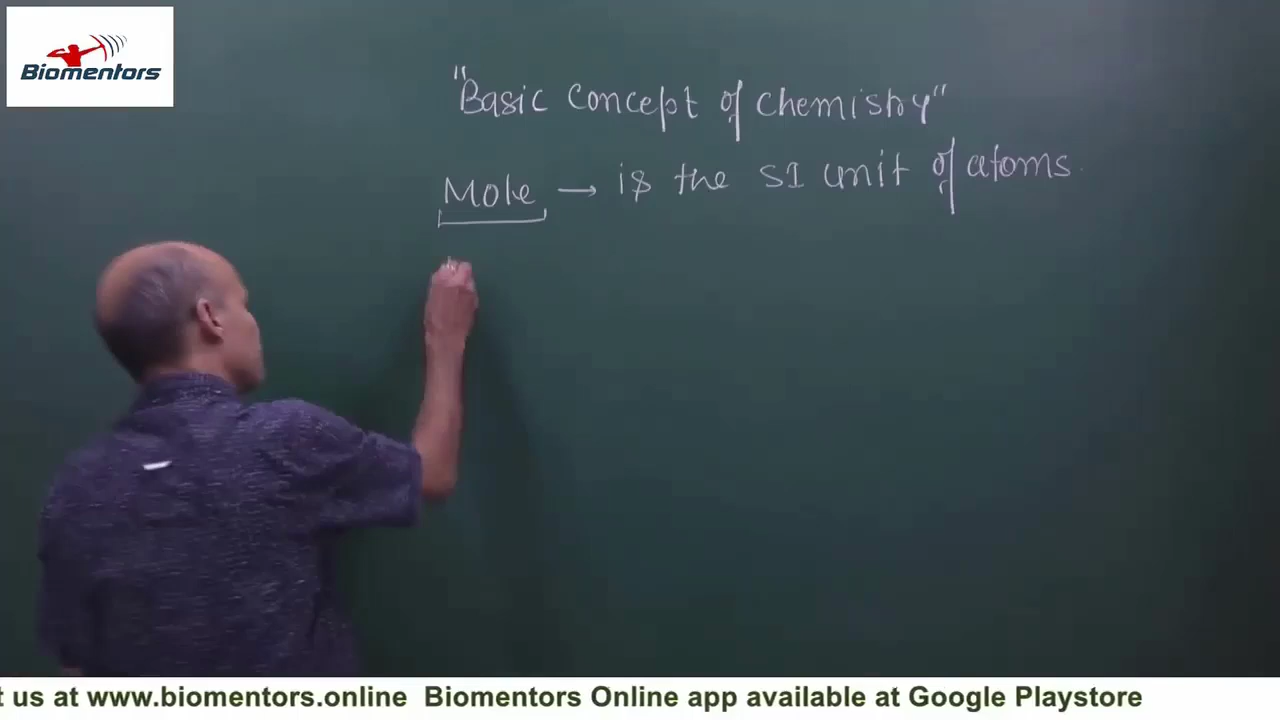 Biomentors
"Basic Concept of Chemistry"
Mole → is the SI unit of atoms.
t us at www.biomentors.online Biomentors Online app available at Google Playstore